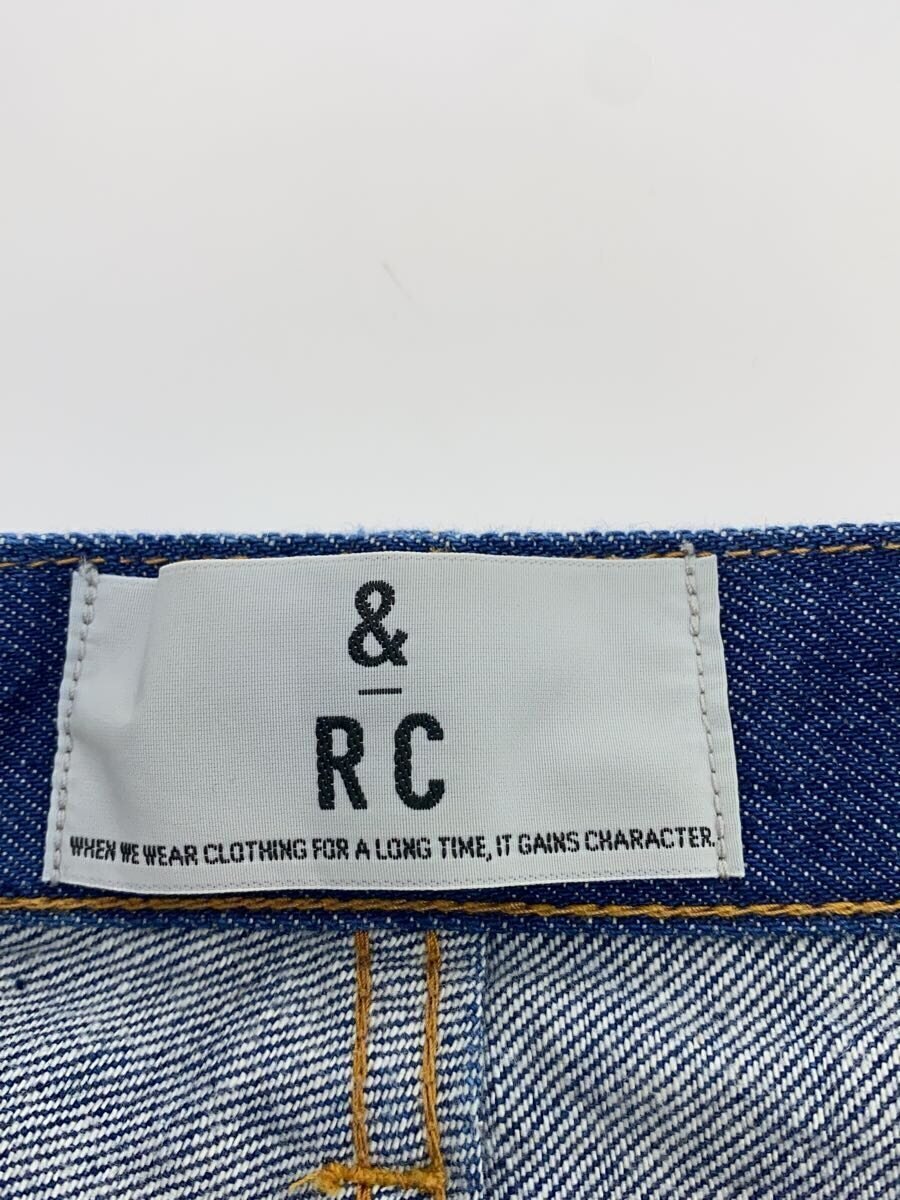 &
RC
WHEN WE WEAR CLOTHING FOR A LONG TIME, IT GAINS CHARACTER.